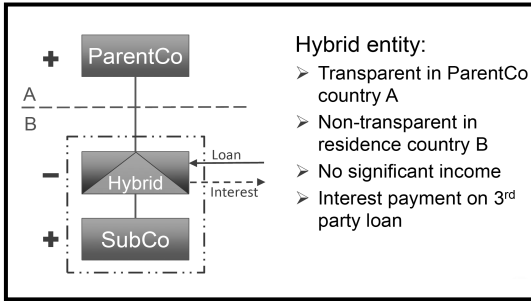 ParentCo
A
B
Loan
Hybrid
Interest
SubCo
Hybrid entity:
➢ Transparent in ParentCo
country A
➢ Non-transparent in
residence country B
➢ No significant income
➢ Interest payment on 3rd
party loan